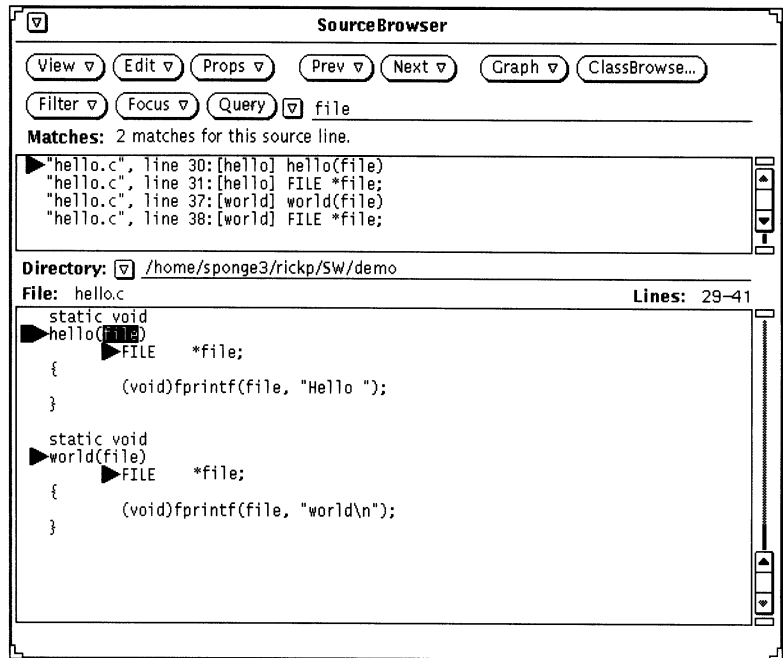 SourceBrowser
View Edit Props Prev Next Graph ClassBrowse...
Filter Focus Query file
Matches: 2 matches for this source line.
"hello.c", line 30:[hello] hello(file)
"hello.c", line 31:[hello] FILE *file;
"hello.c", line 37:[world] world(file)
"hello.c", line 38:[world] FILE *file;
Directory: /home/sponge3/rickp/SW/demo
File: hello.c Lines: 29-41
static void
hello(file)
FILE *file;
{
(void)fprintf(file, "Hello ");
}
static void
world(file)
FILE *file;
{
(void)fprintf(file, "world\n");
}